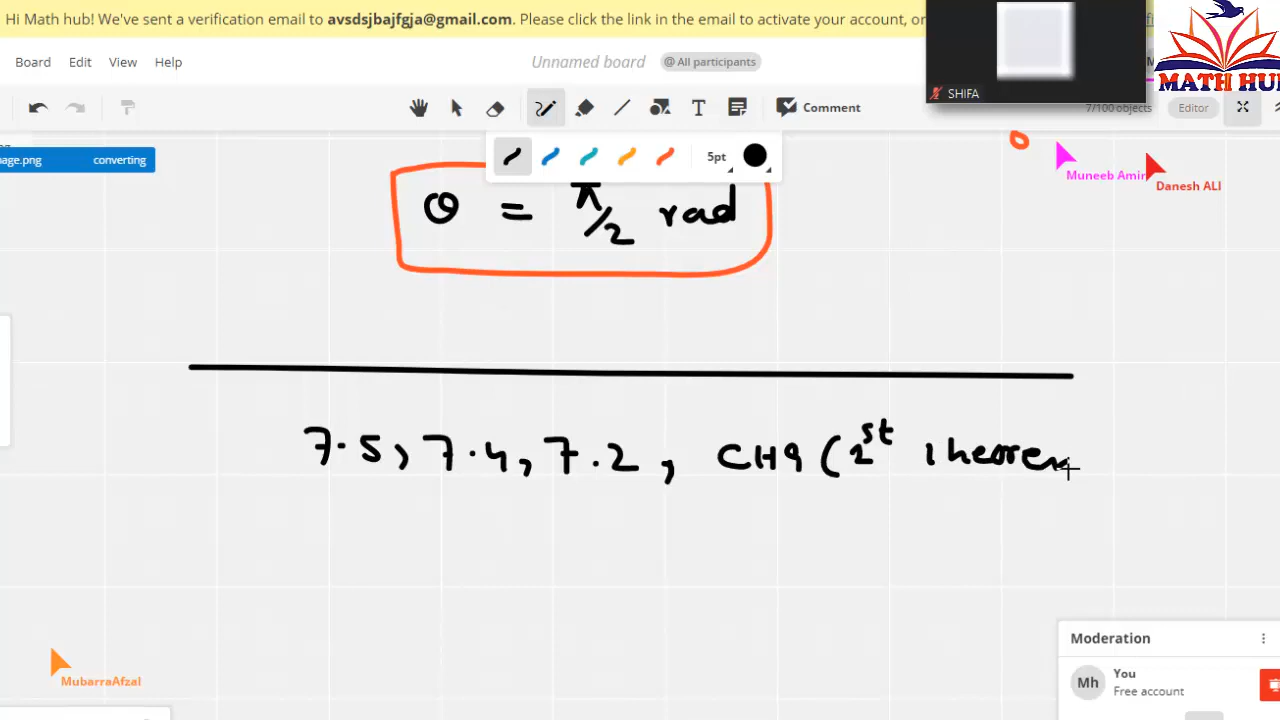 Hi Math hub! We've sent a verification email to avsdsjbajfgja@gmail.com. Please click the link in the email to activate your account, or
Board Edit View Help
Unnamed board
@ All participants
SHIFA
MATH HU
Comment
7/100 objects
Editor
age.png converting
5pt
Muneeb Amir
Danesh ALI
θ = π/2 rad
7.5, 7.4, 7.2, CH9 (1st Theorem
MubarraAfzal
Moderation
Mh
You
Free account